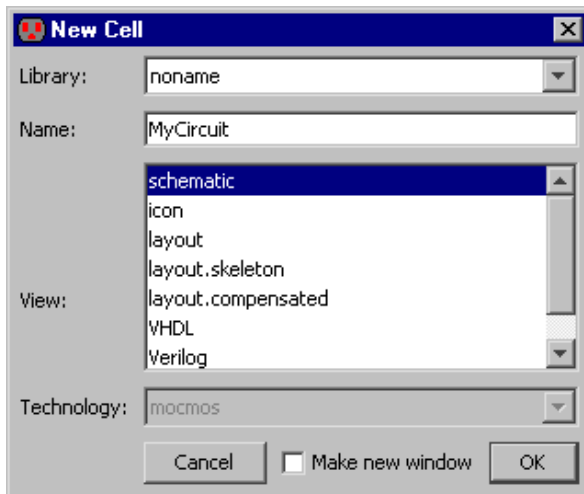 New Cell
Library: noname
Name: MyCircuit
schematic
icon
layout
layout.skeleton
View: layout.compensated
VHDL
Verilog
Technology: mocmos
Cancel Make new window OK